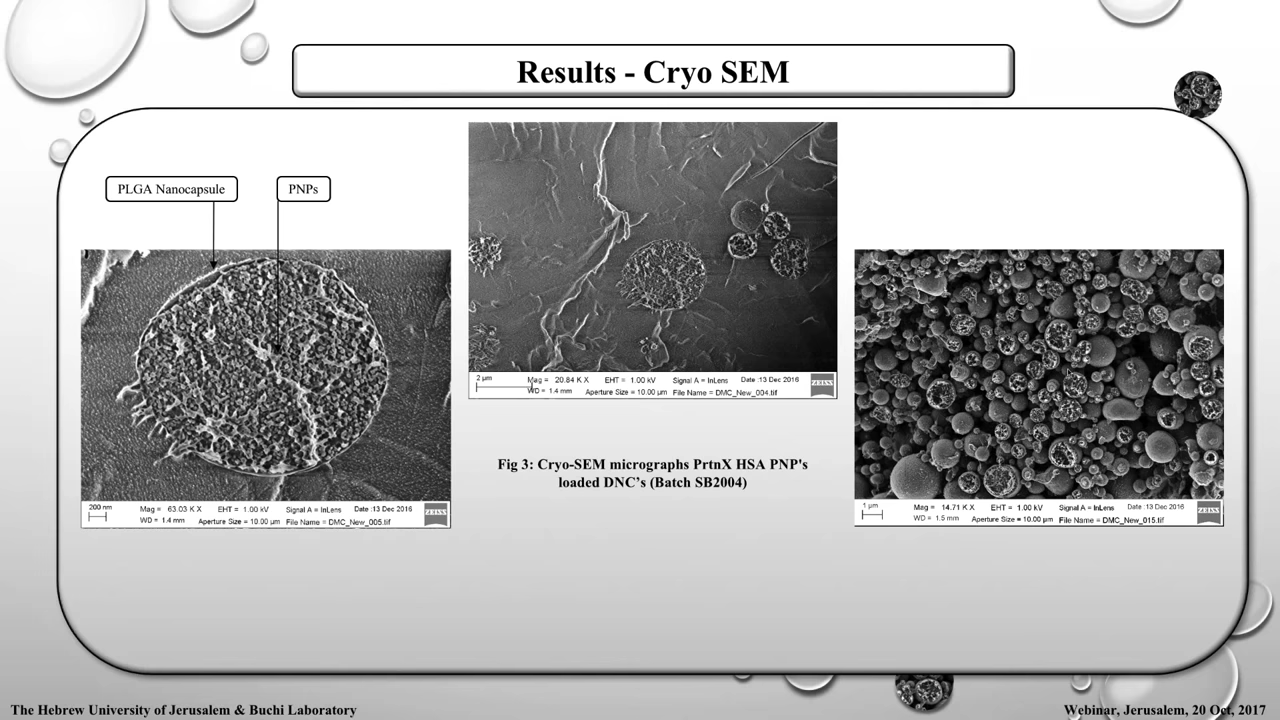 Results - Cryo SEM
PLGA Nanocapsule
PNPs
200 nm
Mag = 63.03 K X EHT = 1.00 kV Signal A = InLens Date :13 Dec 2016
WD = 1.4 mm Aperture Size = 10.00 µm File Name = DMC_New_005.tif
ZEISS
2 µm
Mag = 20.84 K X EHT = 1.00 kV Signal A = InLens Date :13 Dec 2016
WD = 1.4 mm Aperture Size = 10.00 µm File Name = DMC_New_004.tif
ZEISS
Fig 3: Cryo-SEM micrographs PrtnX HSA PNP's
loaded DNC’s (Batch SB2004)
1 µm
Mag = 14.71 K X EHT = 1.00 kV Signal A = InLens Date :13 Dec 2016
WD = 1.5 mm Aperture Size = 10.00 µm File Name = DMC_New_015.tif
ZEISS
The Hebrew University of Jerusalem & Buchi Laboratory
Webinar, Jerusalem, 20 Oct, 2017